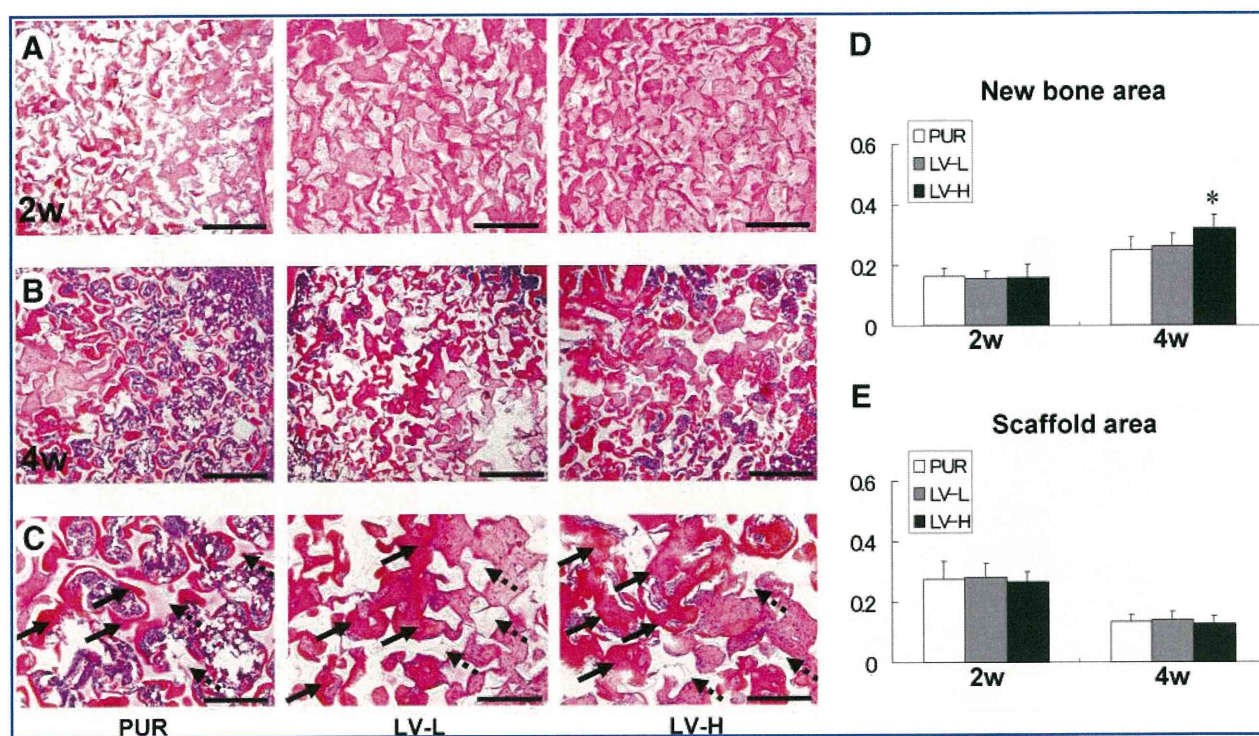 A
2w
B
4w
C
PUR
LV-L
LV-H
D
New bone area
0.6
0.4
0.2
0
PUR
LV-L
LV-H
*
2w
4w
E
Scaffold area
0.6
0.4
0.2
0
PUR
LV-L
LV-H
2w
4w